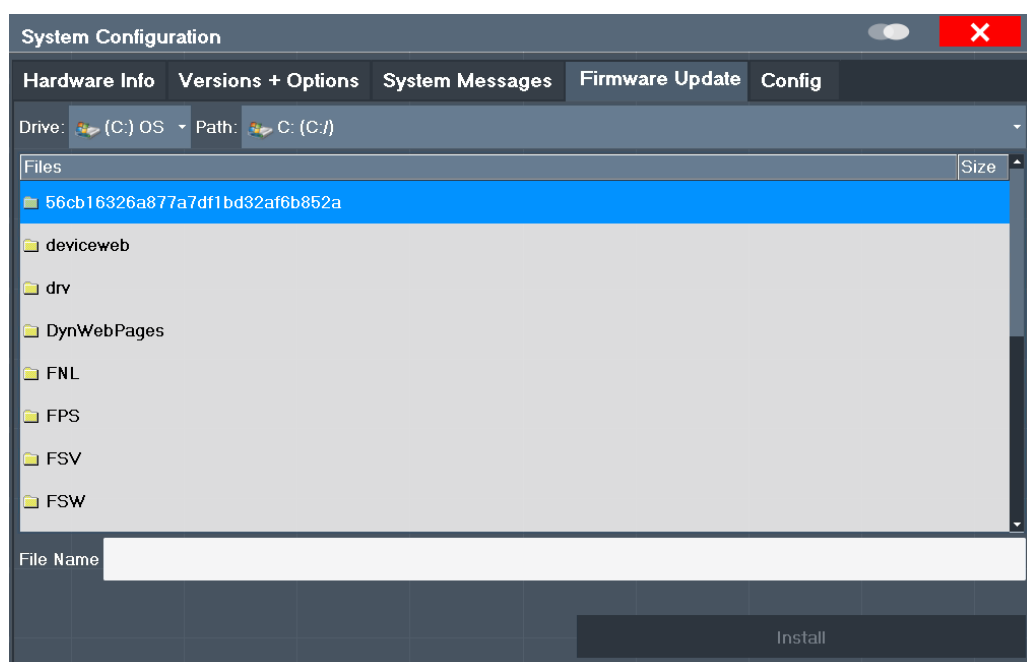 System Configuration
Hardware Info Versions + Options System Messages Firmware Update Config
Drive: (C:) OS Path: C: (C:/)
Files Size
56cb16326a877a7df1bd32af6b852a
deviceweb
drv
DynWebPages
FNL
FPS
FSV
FSW
File Name
Install